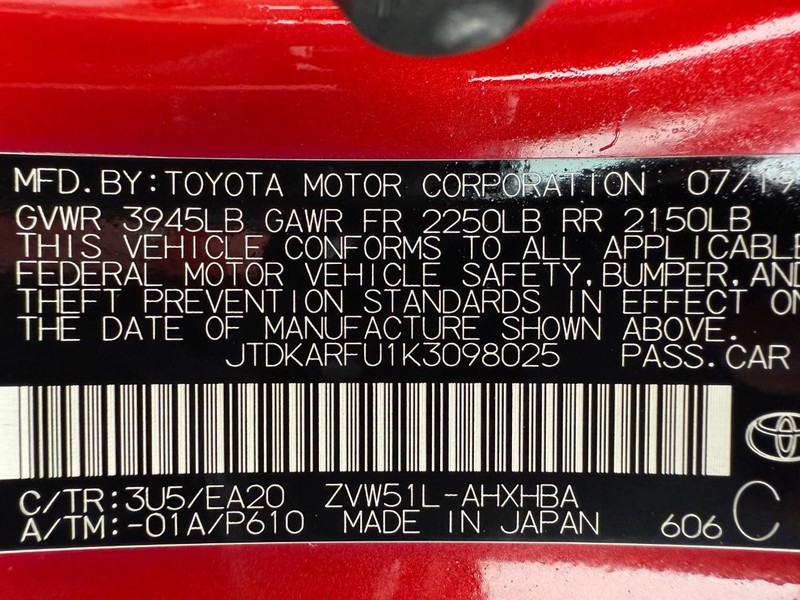 MFD.BY:TOYOTA MOTOR CORPORATION 07/19
GVWR 3945LB GAWR FR 2250LB RR 2150LB
THIS VEHICLE CONFORMS TO ALL APPLICABLE
FEDERAL MOTOR VEHICLE SAFETY,BUMPER,AND
THEFT PREVENTION STANDARDS IN EFFECT ON
THE DATE OF MANUFACTURE SHOWN ABOVE.
JTDKARFU1K3098025 PASS.CAR
C/TR:3U5/EA20 ZVW51L-AHXHBA
A/TM:-01A/P610 MADE IN JAPAN 606 C